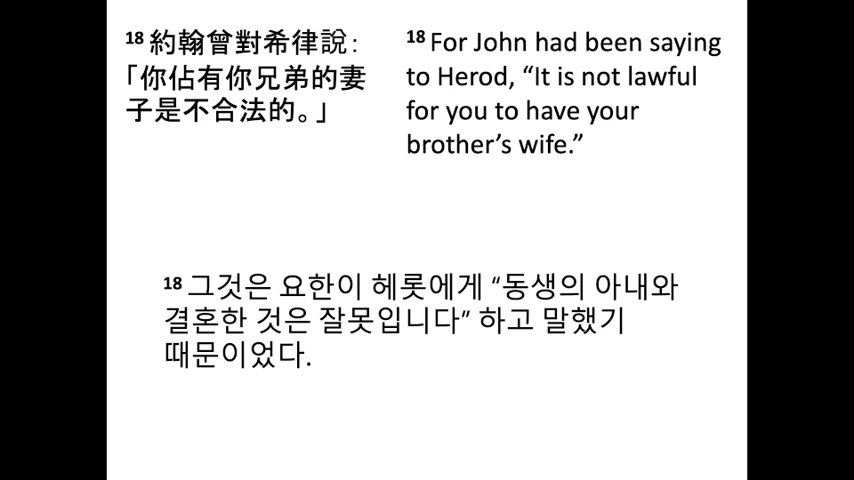 18 約翰曾對希律說：
「你佔有你兄弟的妻
子是不合法的。」
18 For John had been saying
to Herod, “It is not lawful
for you to have your
brother’s wife.”
18 그것은 요한이 헤롯에게 “동생의 아내와
결혼한 것은 잘못입니다” 하고 말했기
때문이었다.